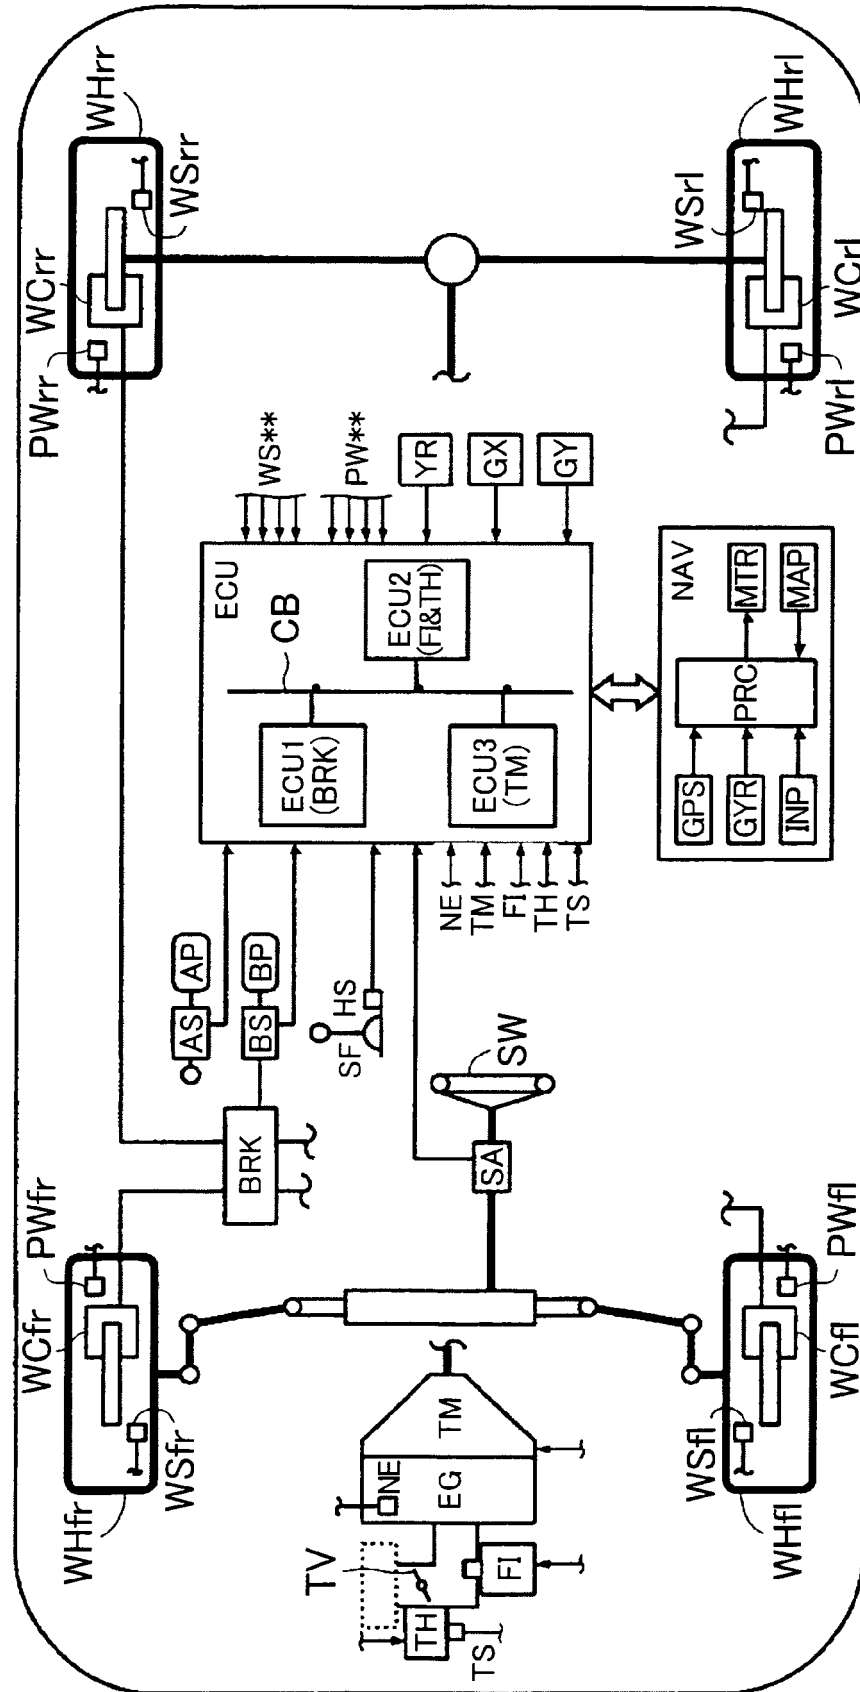 WHrr
WSrr
WCrr
PWrr
WHrl
WSrl
WCrl
PWrl
WS**
PW**
YR
GX
GY
ECU
CB
ECU2
(FI&TH)
ECU1
(BRK)
ECU3
(TM)
NE
TM
FI
TH
TS
NAV
MTR
MAP
PRC
GPS
GYR
INP
AP
AS
BP
BS
HS
SF
BRK
SW
SA
PWfr
WCfr
WSfr
WHfr
PWfl
WCfl
WSfl
WHfl
TM
NE
EG
TV
FI
TH
TS